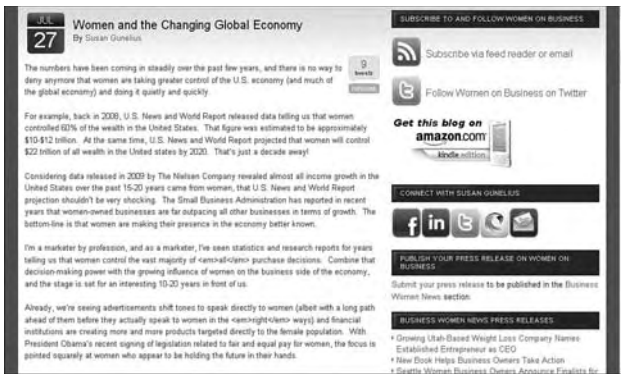 JUL
27
Women and the Changing Global Economy
By Susan Gunelius
The numbers have been coming in steadily over the past few years, and there is no way to
deny anymore that women are taking greater control of the U.S. economy (and much of
the global economy) and doing it quietly and quickly.
9
tweets
retweet
For example, back in 2008, U.S. News and World Report released data telling us that women
controlled 60% of the wealth in the United States. That figure was estimated to be approximately
$10-$12 trillion. At the same time, U.S. News and World Report projected that women will control
$22 trillion of all wealth in the United states by 2020. That's just a decade away!
Considering data released in 2009 by The Nielsen Company revealed almost all income growth in the
United States over the past 15-20 years came from women, that U.S. News and World Report
projection shouldn't be very shocking. The Small Business Administration has reported in recent
years that women-owned businesses are far outpacing all other businesses in terms of growth. The
bottom-line is that women are making their presence in the economy better known.
I'm a marketer by profession, and as a marketer, I've seen statistics and research reports for years
telling us that women control the vast majority of <em>all</em> purchase decisions. Combine that
decision-making power with the growing influence of women on the business side of the economy,
and the stage is set for an interesting 10-20 years in front of us.
Already, we're seeing advertisements shift tones to speak directly to women (albeit with a long path
ahead of them before they actually speak to women in the <em>right</em> ways) and financial
institutions are creating more and more products targeted directly to the female population. With
President Obama's recent signing of legislation related to fair and equal pay for women, the focus is
pointed squarely at women who appear to be holding the future in their hands.
SUBSCRIBE TO AND FOLLOW WOMEN ON BUSINESS
Subscribe via feed reader or email
Follow Women on Business on Twitter
Get this blog on
amazon.com
kindle edition
CONNECT WITH SUSAN GUNELIUS
f in
PUBLISH YOUR PRESS RELEASE ON WOMEN ON
BUSINESS
Submit your press release to be published in the Business
Women News section.
BUSINESS WOMEN NEWS PRESS RELEASES
Growing Utah-Based Weight Loss Company Names
Established Entrepreneur as CEO
New Book Helps Business Owners Take Action
Seattle Women Business Owners Announce Finalists for